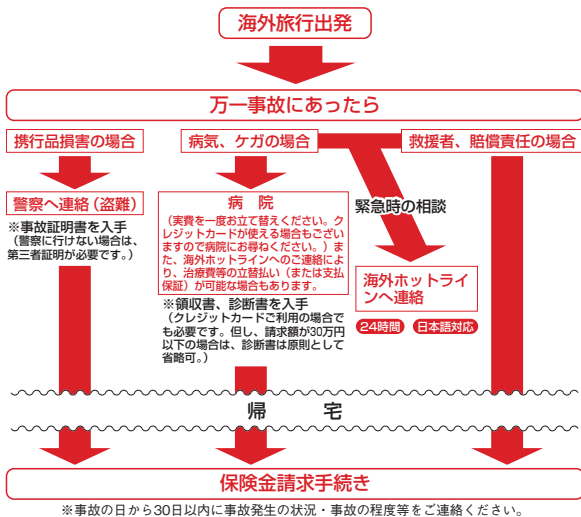 海外旅行出発
万一事故にあったら
携行品損害の場合
病気、ケガの場合
救援者、賠償責任の場合
警察へ連絡（盗難）
※事故証明書を入手
（警察に行けない場合は、
第三者証明が必要です。）
病　院
（実費を一度お立て替えください。ク
レジットカードが使える場合もござい
ますので病院にお尋ねください。）ま
た、海外ホットラインへのご連絡によ
り、治療費等の立替払い（または支払
保証）が可能な場合もあります。
※領収書、診断書を入手
（クレジットカードご利用の場合で
も必要です。但し、請求額が30万円
以下の場合は、診断書は原則として
省略可。）
緊急時の相談
海外ホットライ
ンへ連絡
24時間　日本語対応
帰　宅
保険金請求手続き
※事故の日から30日以内に事故発生の状況・事故の程度等をご連絡ください。